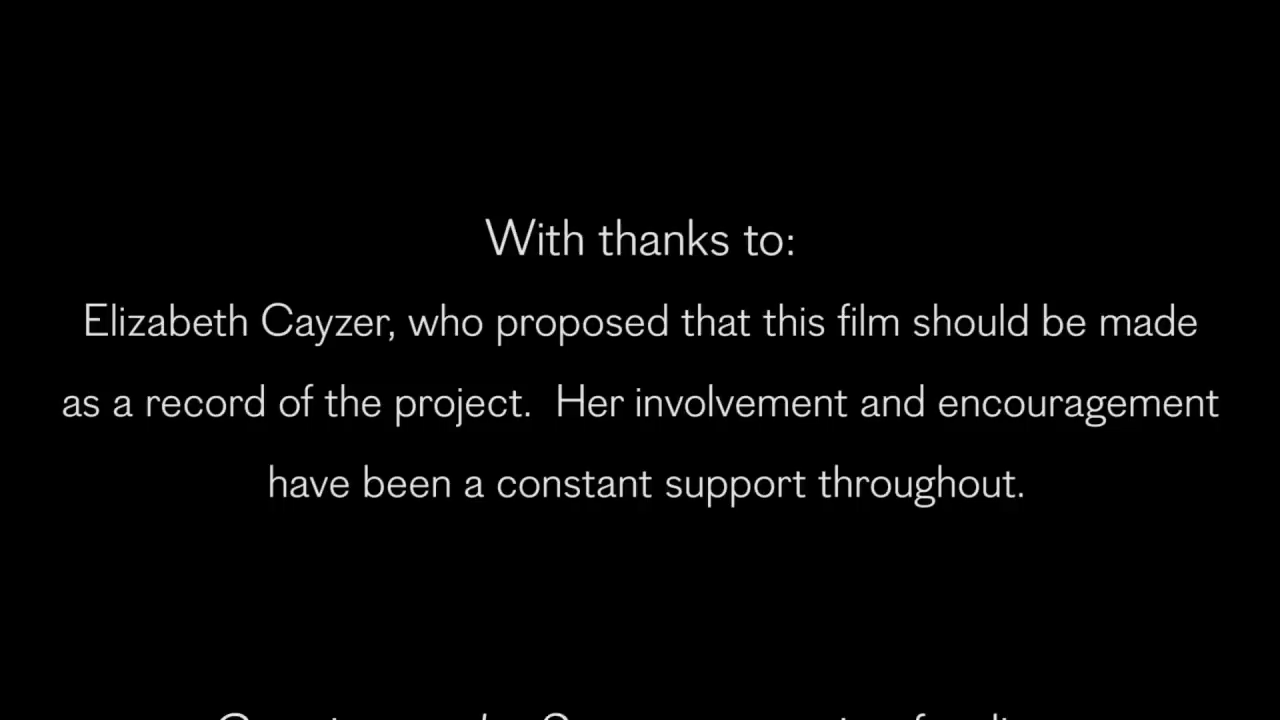 With thanks to:
Elizabeth Cayzer, who proposed that this film should be made
as a record of the project.  Her involvement and encouragement
have been a constant support throughout.